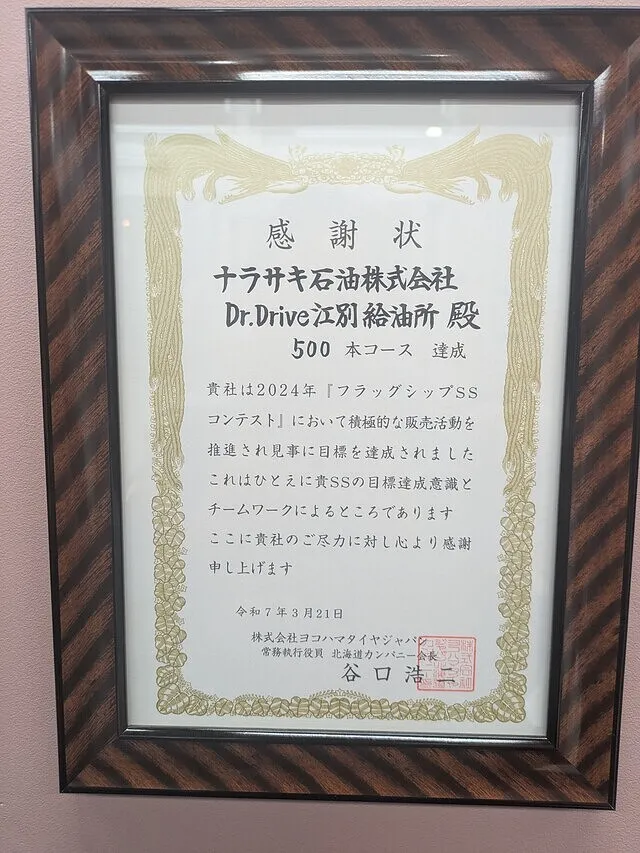 感謝状
ナラサキ石油株式会社
Dr.Drive江別給油所 殿
500 本コース 達成
貴社は2024年『フラッグシップSS
コンテスト』において積極的な販売活動を
推進され見事に目標を達成されました
これはひとえに貴SSの目標達成意識と
チームワークによるところであります
ここに貴社のご尽力に対し心より感謝
申し上げます
令和7年3月21日
株式会社ヨコハマタイヤジャパン
常務執行役員 北海道カンパニー会長
谷口浩二